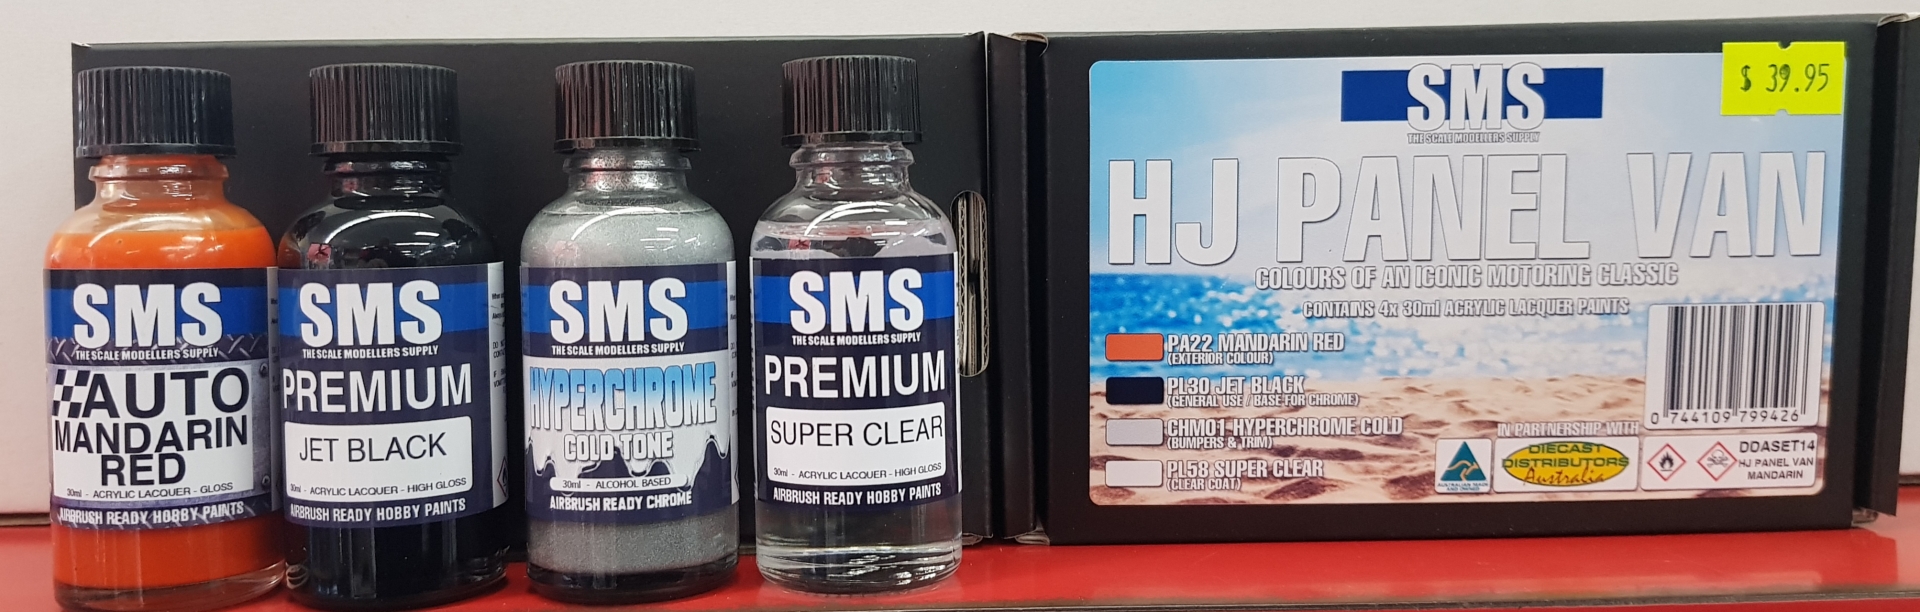 SMS
THE SCALE MODELLERS SUPPLY
AUTO
MANDARIN
RED
30ml - ACRYLIC LACQUER - GLOSS
AIRBRUSH READY HOBBY PAINTS
SMS
THE SCALE MODELLERS SUPPLY
PREMIUM
JET BLACK
30ml - ACRYLIC LACQUER - HIGH GLOSS
AIRBRUSH READY HOBBY PAINTS
SMS
THE SCALE MODELLERS SUPPLY
HYPERCHROME
COLD TONE
30ml - ALCOHOL BASED
AIRBRUSH READY CHROME
SMS
THE SCALE MODELLERS SUPPLY
PREMIUM
SUPER CLEAR
30ml - ACRYLIC LACQUER - HIGH GLOSS
AIRBRUSH READY HOBBY PAINTS
$ 39.95
SMS
THE SCALE MODELLERS SUPPLY
HJ PANEL VAN
COLOURS OF AN ICONIC MOTORING CLASSIC
CONTAINS 4x 30ml ACRYLIC LACQUER PAINTS
PA22 MANDARIN RED
(EXTERIOR COLOUR)
PL30 JET BLACK
(GENERAL USE / BASE FOR CHROME)
CHM01 HYPERCHROME COLD
(BUMPERS & TRIM)
PL58 SUPER CLEAR
(CLEAR COAT)
0 744109 799426
IN PARTNERSHIP WITH
AUSTRALIAN MADE
AND OWNED
DIECAST
DISTRIBUTORS
Australia
DDASET14
HJ PANEL VAN
MANDARIN